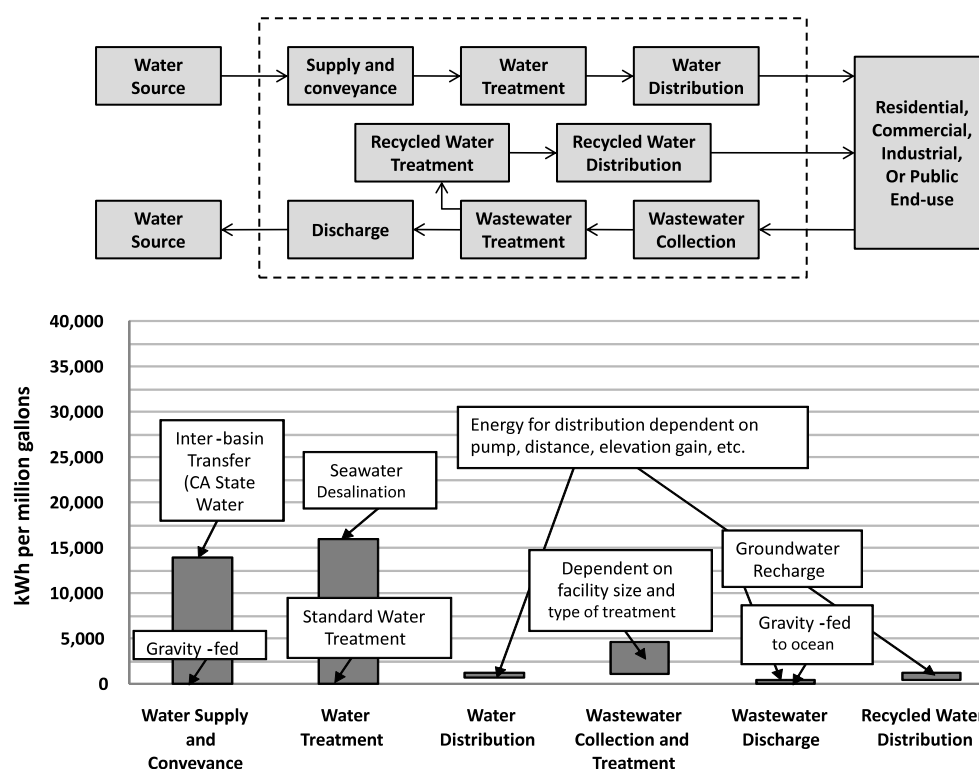 Water
Source
Supply and
conveyance
Water
Treatment
Water
Distribution
Residential,
Commercial,
Industrial,
Or Public
End-use
Recycled Water
Treatment
Recycled Water
Distribution
Water
Source
Discharge
Wastewater
Treatment
Wastewater
Collection
kWh per million gallons
40,000
35,000
30,000
25,000
20,000
15,000
10,000
5,000
0
Inter -basin
Transfer
(CA State
Water
Gravity -fed
Seawater
Desalination
Standard Water
Treatment
Energy for distribution dependent on
pump, distance, elevation gain, etc.
Dependent on
facility size and
type of treatment
Groundwater
Recharge
Gravity -fed
to ocean
Water Supply
and
Conveyance
Water
Treatment
Water
Distribution
Wastewater
Collection and
Treatment
Wastewater
Discharge
Recycled Water
Distribution